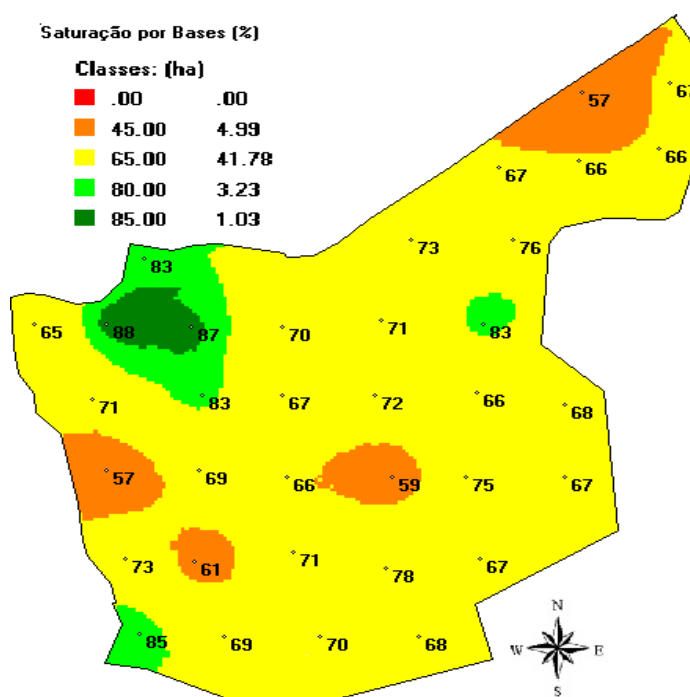 Saturação por Bases (%)
Classes: (ha)
.00 .00
45.00 4.99
65.00 41.78
80.00 3.23
85.00 1.03
57 67
67 66 66
73 76
83
65 88 87 70 71 83
71 83 67 72 66 68
57 69 66 59 75 67
73 61 71 78 67
85 69 70 68
N
W E
S